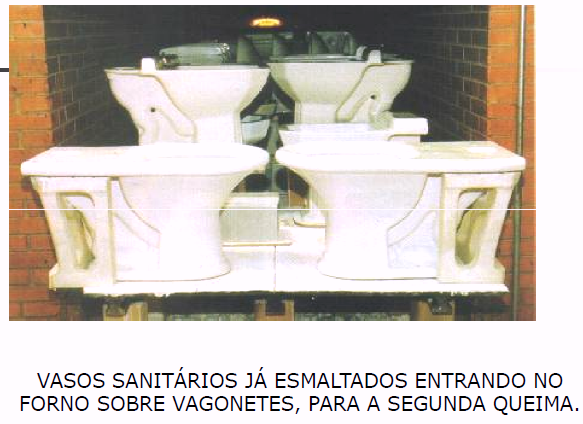 VASOS SANITÁRIOS JÁ ESMALTADOS ENTRANDO NO
FORNO SOBRE VAGONETES, PARA A SEGUNDA QUEIMA.